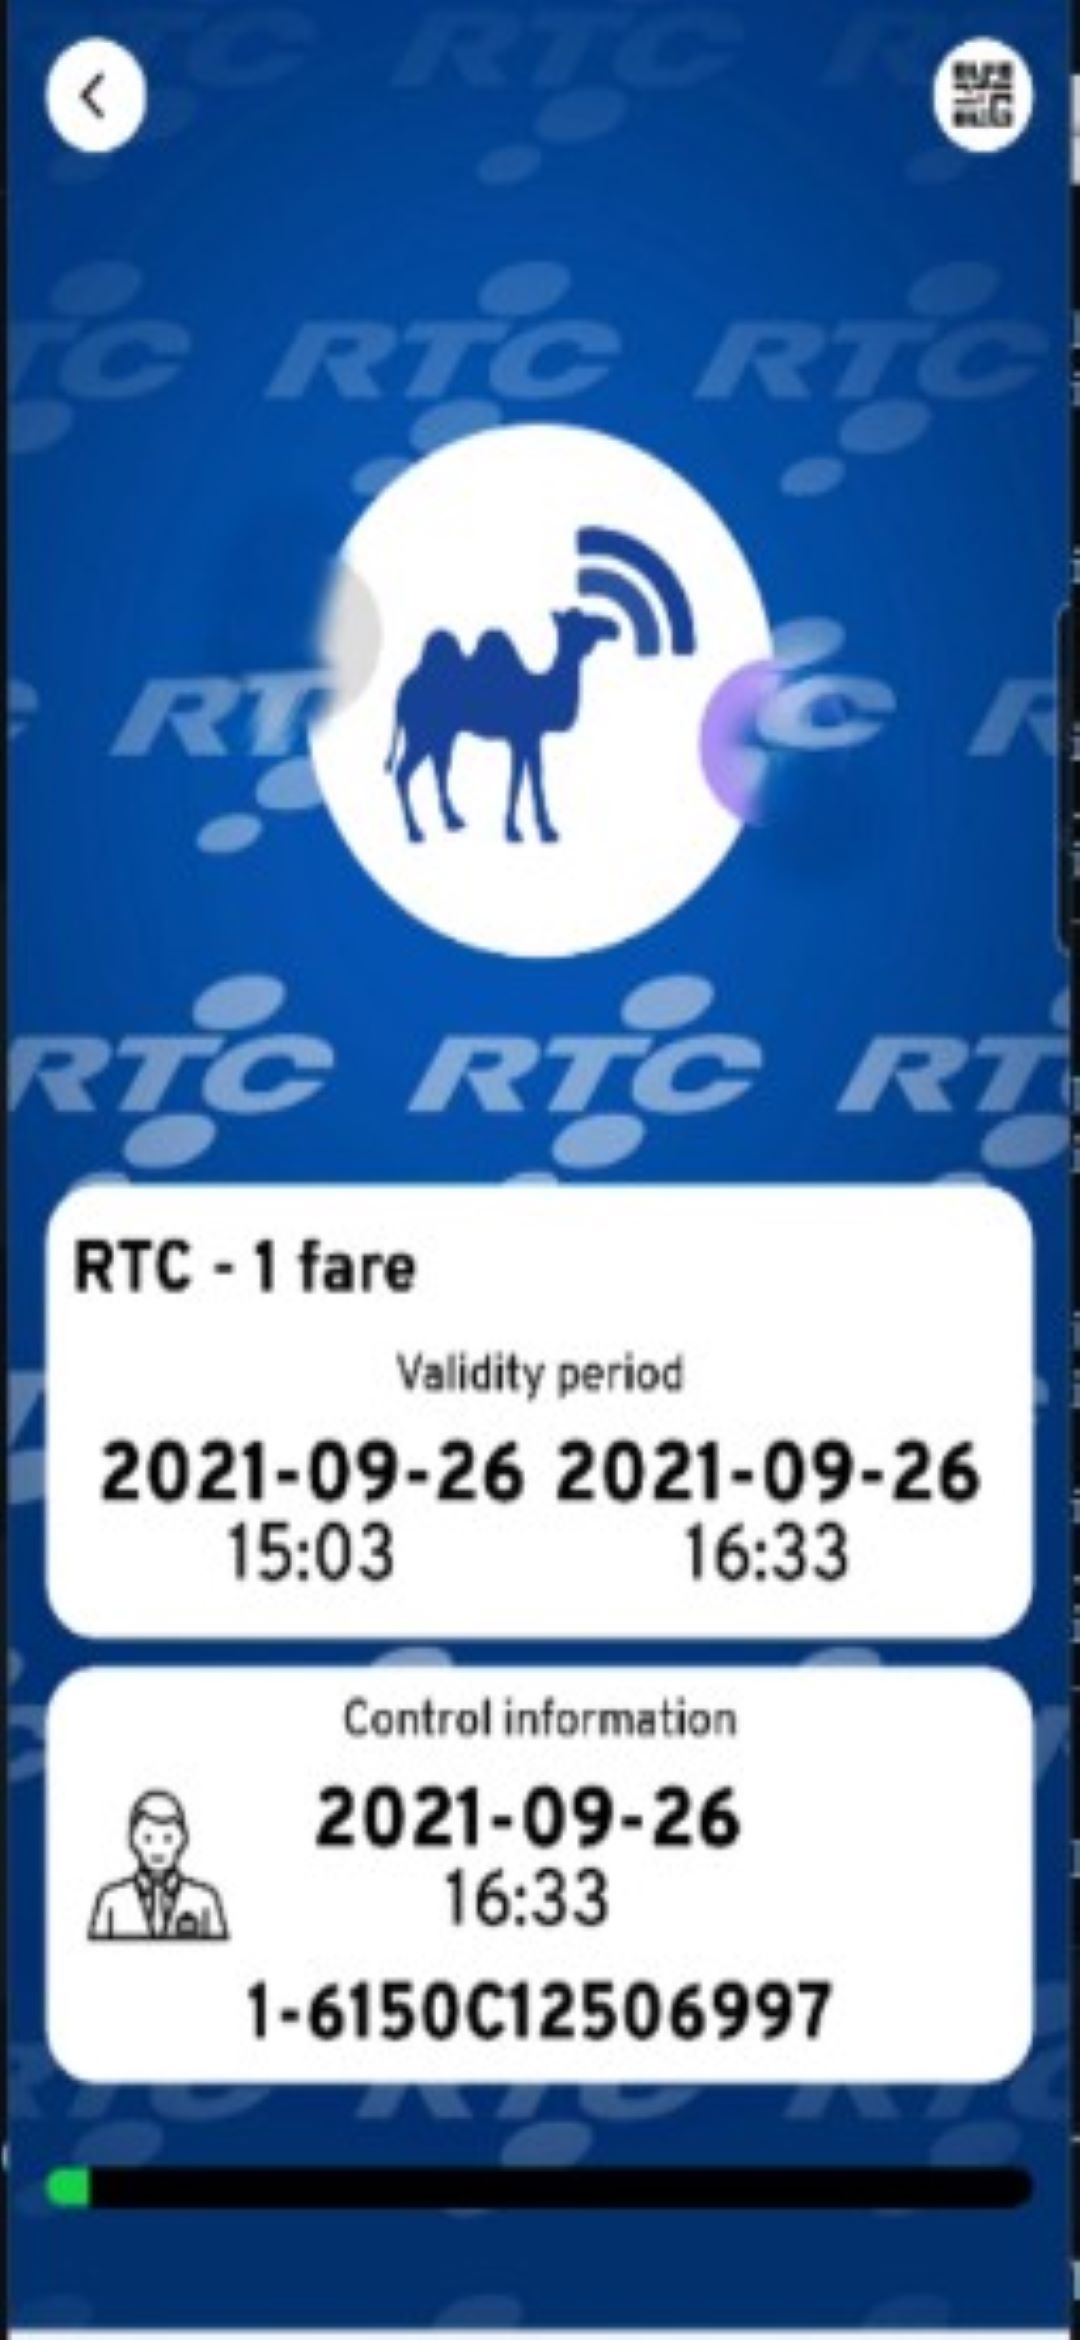 RTC
RTC
RTC
RTC
RTC
RTC
RTC
RTC
RTC - 1 fare
Validity period
2021-09-26 2021-09-26
15:03 16:33
Control information
2021-09-26
16:33
1-6150C12506997